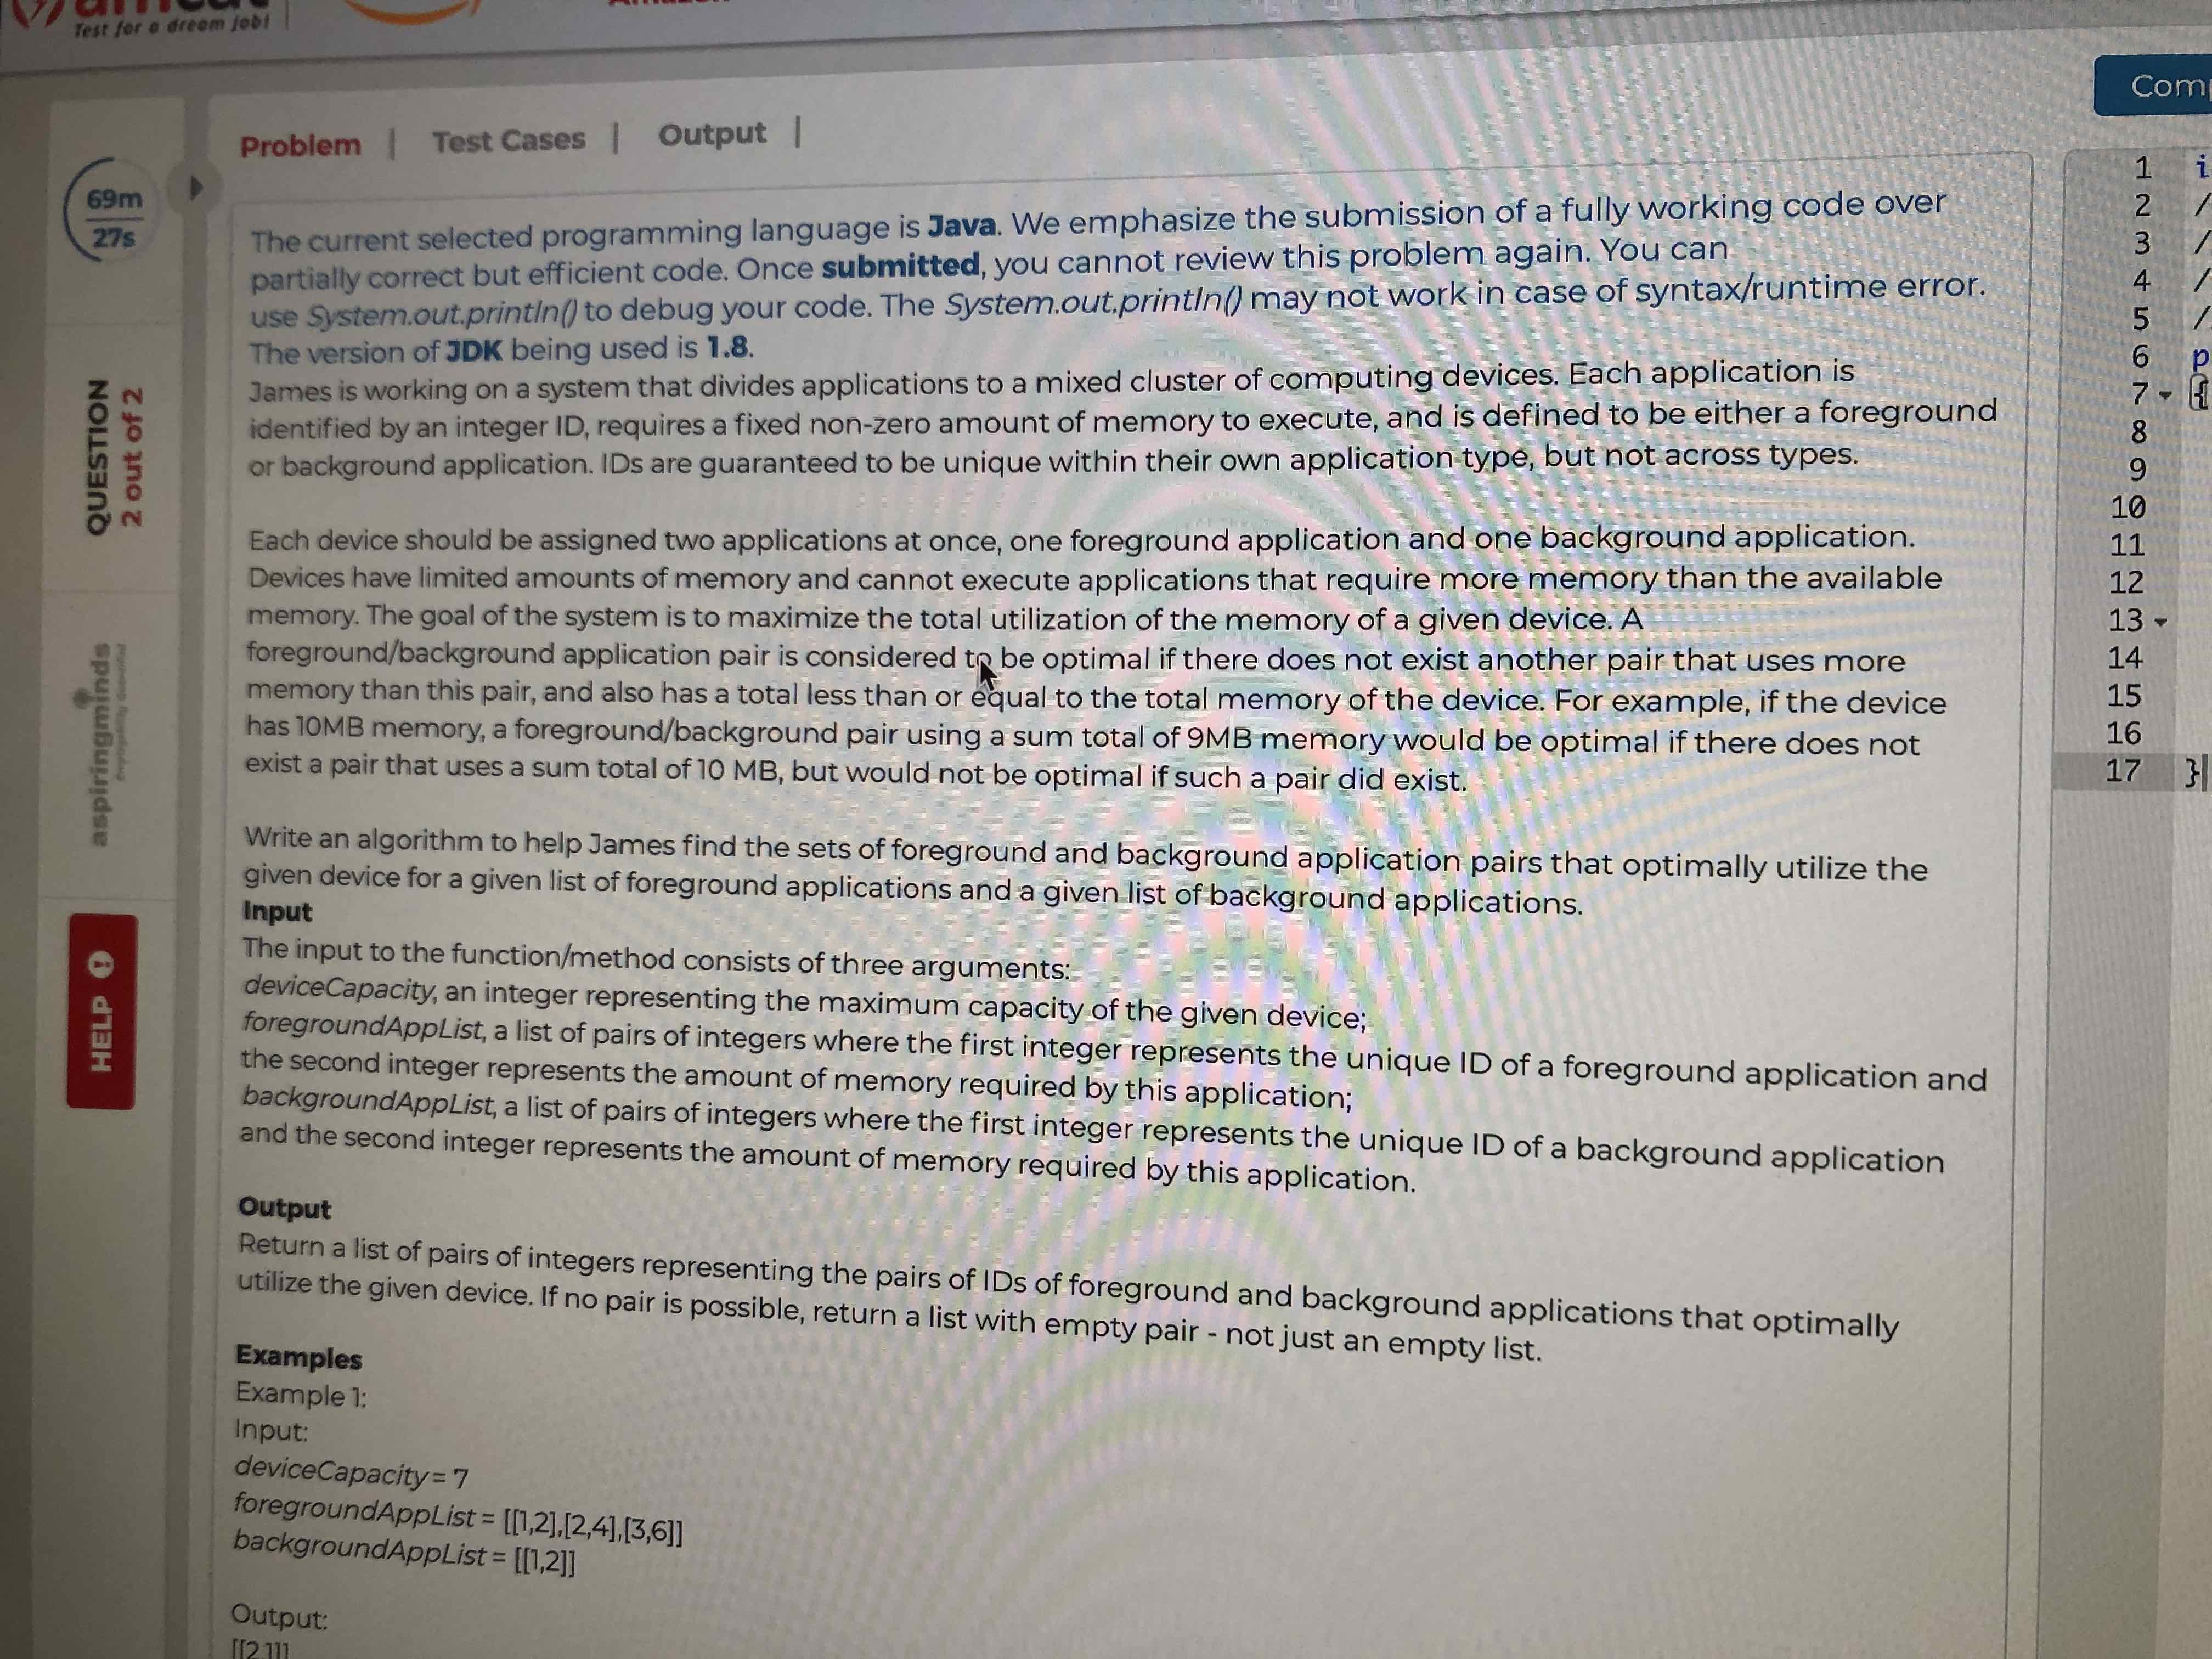 Test for a dream job!
Com
Problem | Test Cases | Output |
69m
27s
The current selected programming language is Java. We emphasize the submission of a fully working code over
partially correct but efficient code. Once submitted, you cannot review this problem again. You can
use System.out.println() to debug your code. The System.out.println() may not work in case of syntax/runtime error.
The version of JDK being used is 1.8.
James is working on a system that divides applications to a mixed cluster of computing devices. Each application is
identified by an integer ID, requires a fixed non-zero amount of memory to execute, and is defined to be either a foreground
or background application. IDs are guaranteed to be unique within their own application type, but not across types.
Each device should be assigned two applications at once, one foreground application and one background application.
Devices have limited amounts of memory and cannot execute applications that require more memory than the available
memory. The goal of the system is to maximize the total utilization of the memory of a given device. A
foreground/background application pair is considered to be optimal if there does not exist another pair that uses more
memory than this pair, and also has a total less than or equal to the total memory of the device. For example, if the device
has 10MB memory, a foreground/background pair using a sum total of 9MB memory would be optimal if there does not
exist a pair that uses a sum total of 10 MB, but would not be optimal if such a pair did exist.
Write an algorithm to help James find the sets of foreground and background application pairs that optimally utilize the
given device for a given list of foreground applications and a given list of background applications.
Input
The input to the function/method consists of three arguments:
deviceCapacity, an integer representing the maximum capacity of the given device;
foregroundAppList, a list of pairs of integers where the first integer represents the unique ID of a foreground application and
the second integer represents the amount of memory required by this application;
backgroundAppList, a list of pairs of integers where the first integer represents the unique ID of a background application
and the second integer represents the amount of memory required by this application.
Output
Return a list of pairs of integers representing the pairs of IDs of foreground and background applications that optimally
utilize the given device. If no pair is possible, return a list with empty pair - not just an empty list.
Examples
Example 1:
Input:
deviceCapacity = 7
foregroundAppList = [[1,2],[2,4],[3,6]]
backgroundAppList = [[1,2]]
Output:
[[2,1]]
QUESTION
2 out of 2
aspiringminds
HELP
1 i
2 /
3 /
4 /
5 /
6 p
7 {
8
9
10
11
12
13
14
15
16
17 }